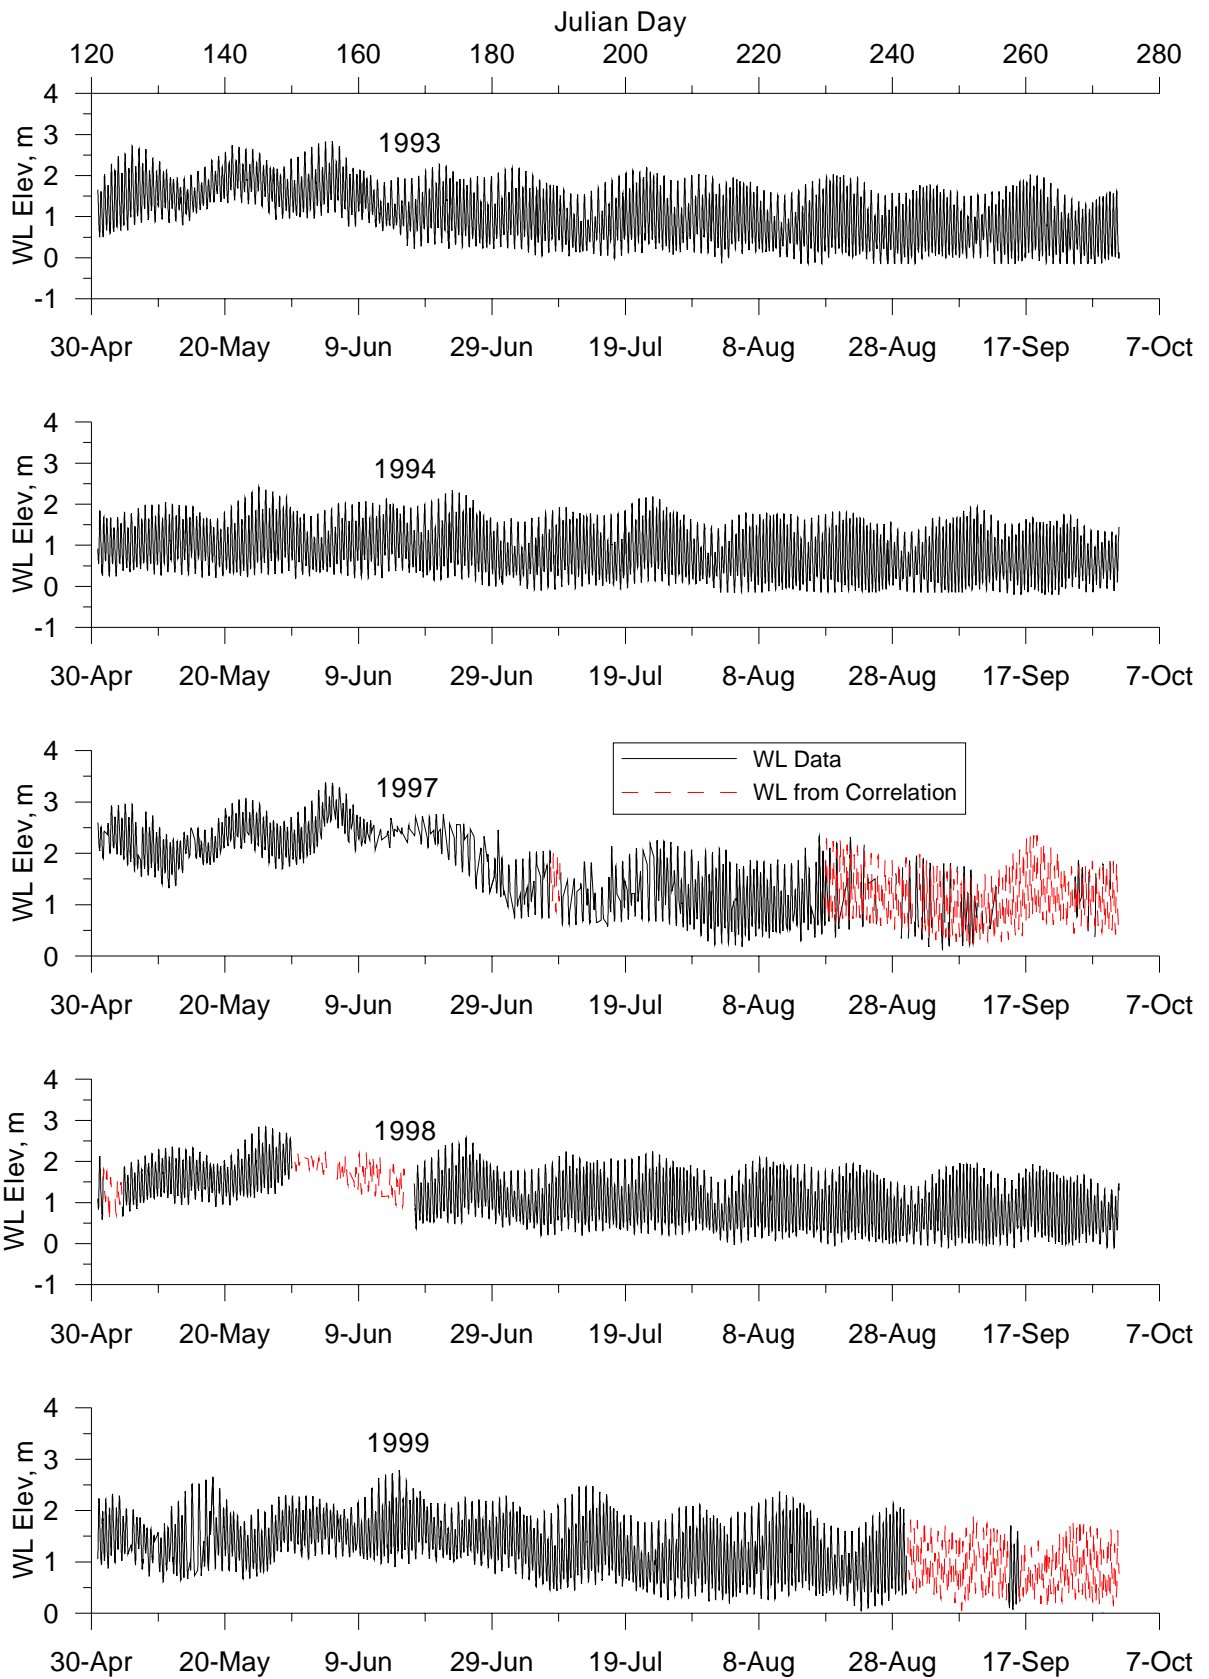 Julian Day
120 140 160 180 200 220 240 260 280
4
3
2
1
0
-1
WL Elev, m
1993
30-Apr 20-May 9-Jun 29-Jun 19-Jul 8-Aug 28-Aug 17-Sep 7-Oct
4
3
2
1
0
-1
WL Elev, m
1994
30-Apr 20-May 9-Jun 29-Jun 19-Jul 8-Aug 28-Aug 17-Sep 7-Oct
4
3
2
1
0
WL Elev, m
1997
WL Data
WL from Correlation
30-Apr 20-May 9-Jun 29-Jun 19-Jul 8-Aug 28-Aug 17-Sep 7-Oct
4
3
2
1
0
-1
WL Elev, m
1998
30-Apr 20-May 9-Jun 29-Jun 19-Jul 8-Aug 28-Aug 17-Sep 7-Oct
4
3
2
1
0
WL Elev, m
1999
30-Apr 20-May 9-Jun 29-Jun 19-Jul 8-Aug 28-Aug 17-Sep 7-Oct